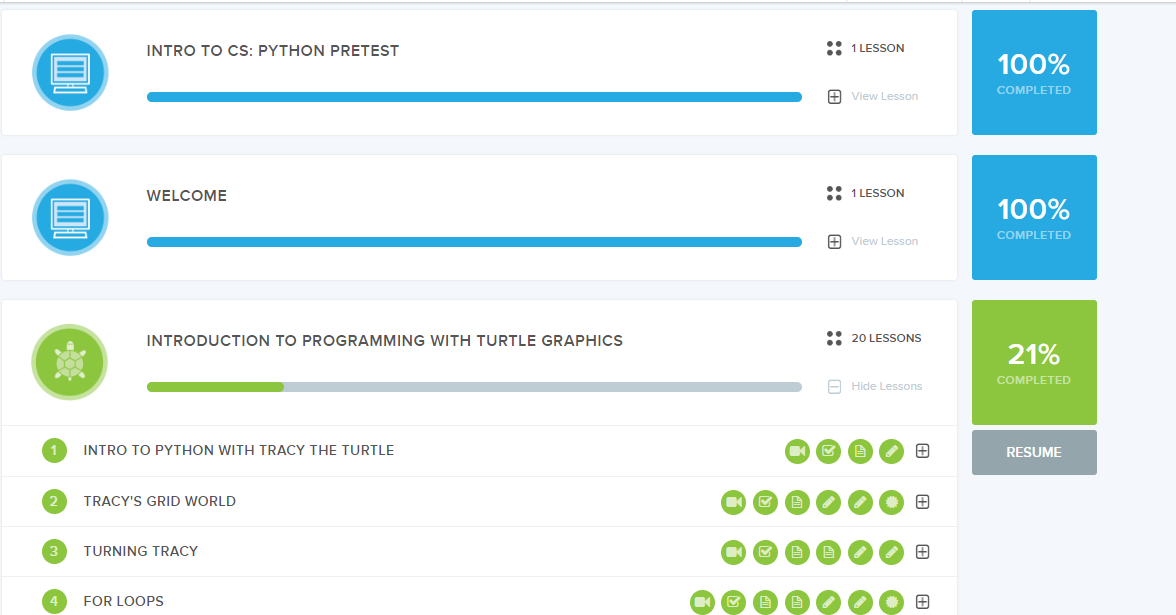 INTRO TO CS: PYTHON PRETEST
1 LESSON
View Lesson
100%
COMPLETED
WELCOME
1 LESSON
View Lesson
100%
COMPLETED
INTRODUCTION TO PROGRAMMING WITH TURTLE GRAPHICS
20 LESSONS
Hide Lessons
21%
COMPLETED
RESUME
1 INTRO TO PYTHON WITH TRACY THE TURTLE
2 TRACY'S GRID WORLD
3 TURNING TRACY
4 FOR LOOPS